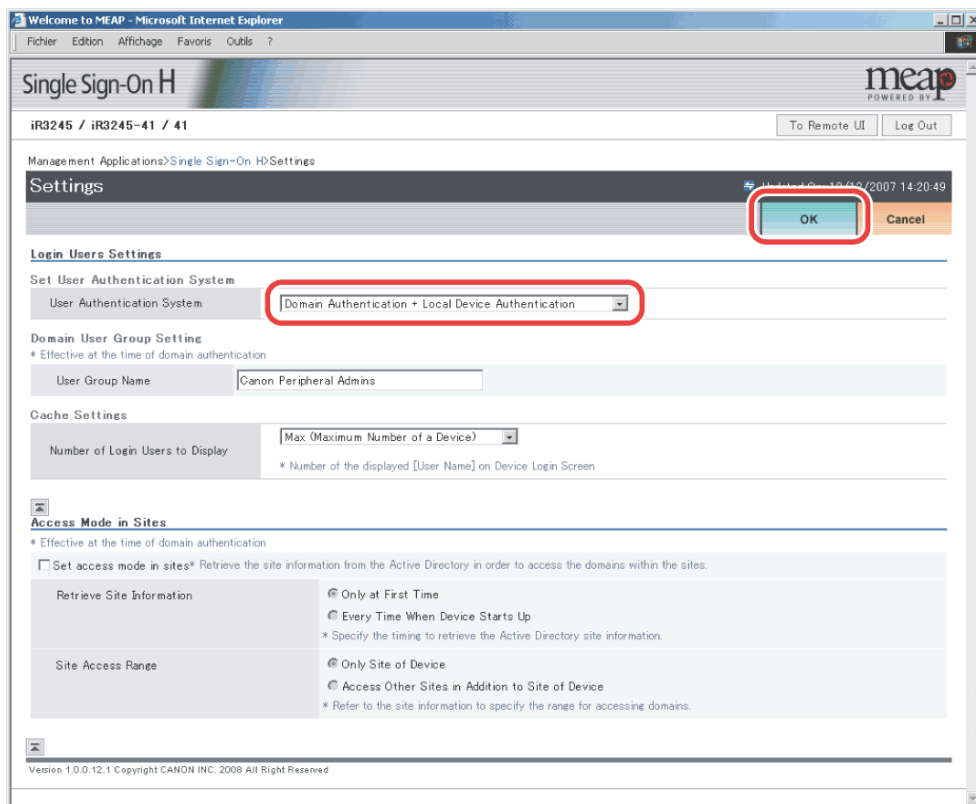 Welcome to MEAP - Microsoft Internet Explorer
Fichier Edition Affichage Favoris Outils ?
Single Sign-On H
meap
POWERED BY
iR3245 / iR3245-41 / 41
To Remote UI Log Out
Management Applications>Single Sign-On H>Settings
Settings
2007 14:20:49
OK Cancel
Login Users Settings
Set User Authentication System
User Authentication System Domain Authentication + Local Device Authentication
Domain User Group Setting
* Effective at the time of domain authentication
User Group Name Canon Peripheral Admins
Cache Settings
Number of Login Users to Display Max (Maximum Number of a Device)
* Number of the displayed [User Name] on Device Login Screen
Access Mode in Sites
* Effective at the time of domain authentication
Set access mode in sites* Retrieve the site information from the Active Directory in order to access the domains within the sites.
Retrieve Site Information Only at First Time
Every Time When Device Starts Up
* Specify the timing to retrieve the Active Directory site information.
Site Access Range Only Site of Device
Access Other Sites in Addition to Site of Device
* Refer to the site information to specify the range for accessing domains.
Version 1.0.0.12.1 Copyright CANON INC. 2008 All Right Reserved